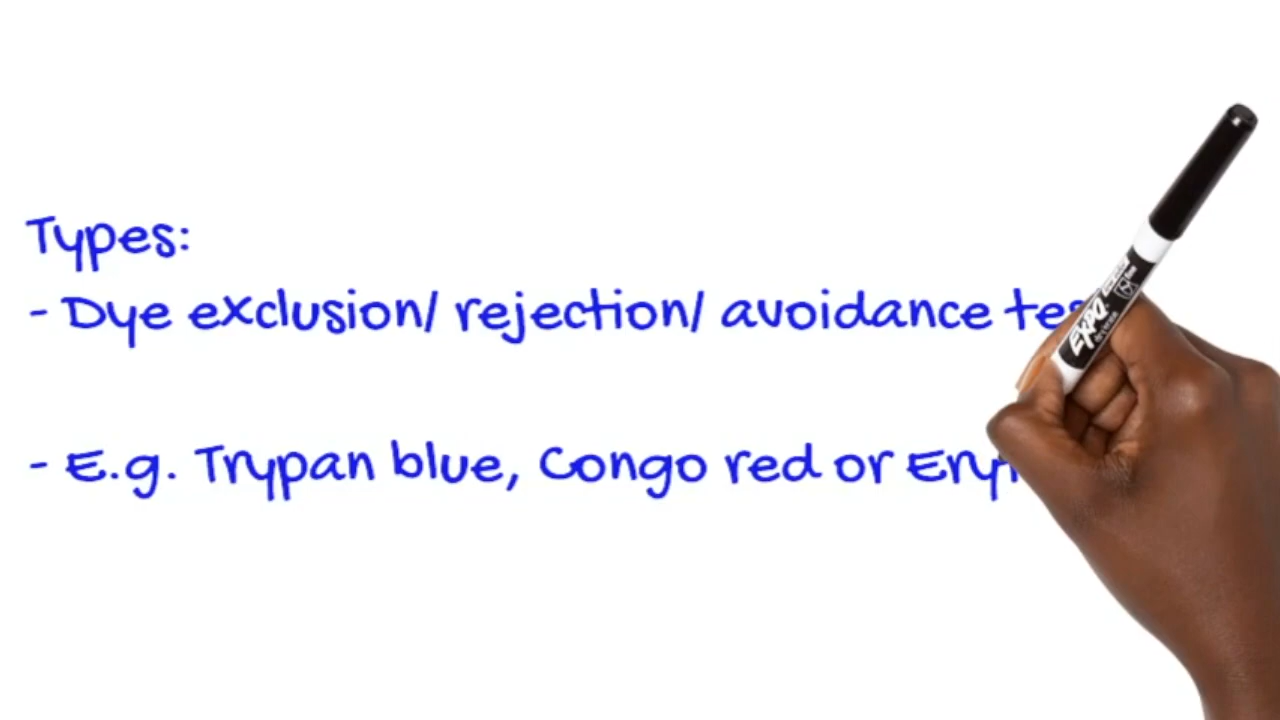 Types:
- Dye exclusion/ rejection/ avoidance
- E.g. Trypan blue, Congo red or
EXPO